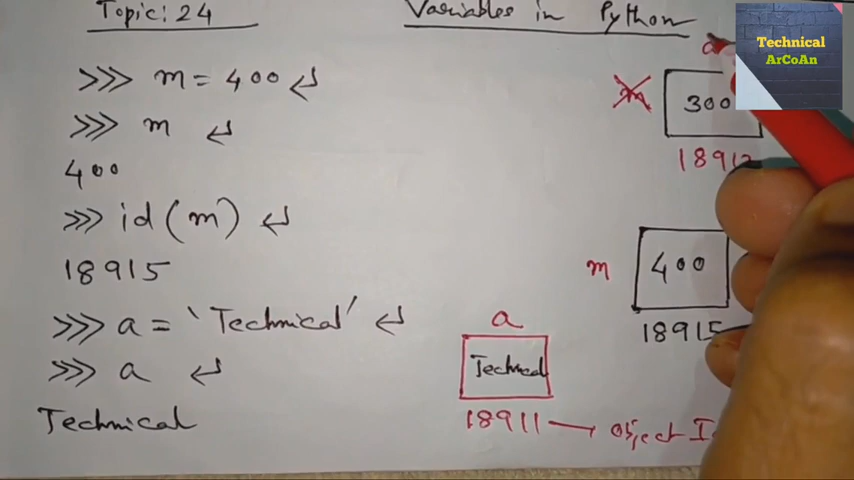 Topic: 24
Variables in Python
Technical
ArCoAn
>>> m = 400 ↵
>>> m ↵
400
>>> id (m) ↵
18915
>>> a = 'Technical' ↵
>>> a ↵
Technical
a
m
300
m
400
18915
a
Technical
18911 → object